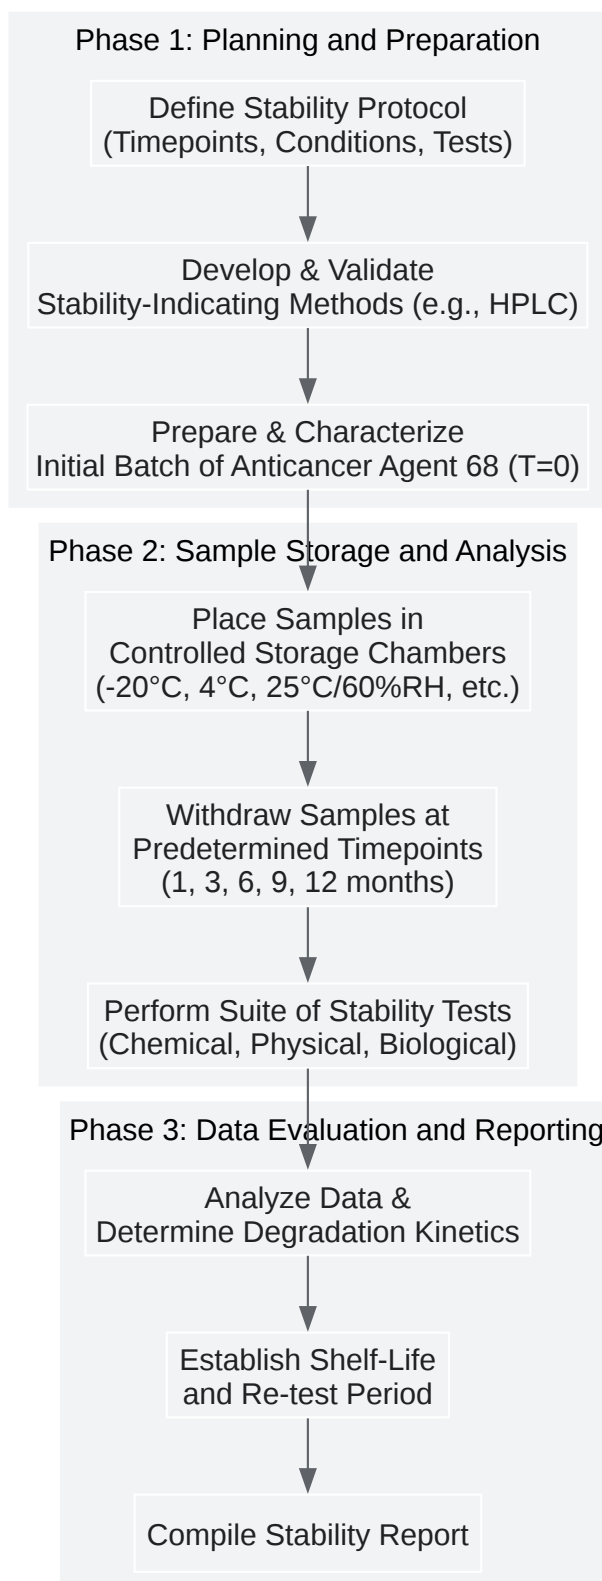 Phase 1: Planning and Preparation
Define Stability Protocol
(Timepoints, Conditions, Tests)
Develop & Validate
Stability-Indicating Methods (e.g., HPLC)
Prepare & Characterize
Initial Batch of Anticancer Agent 68 (T=0)
Phase 2: Sample Storage and Analysis
Place Samples in
Controlled Storage Chambers
(-20°C, 4°C, 25°C/60%RH, etc.)
Withdraw Samples at
Predetermined Timepoints
(1, 3, 6, 9, 12 months)
Perform Suite of Stability Tests
(Chemical, Physical, Biological)
Phase 3: Data Evaluation and Reporting
Analyze Data &
Determine Degradation Kinetics
Establish Shelf-Life
and Re-test Period
Compile Stability Report